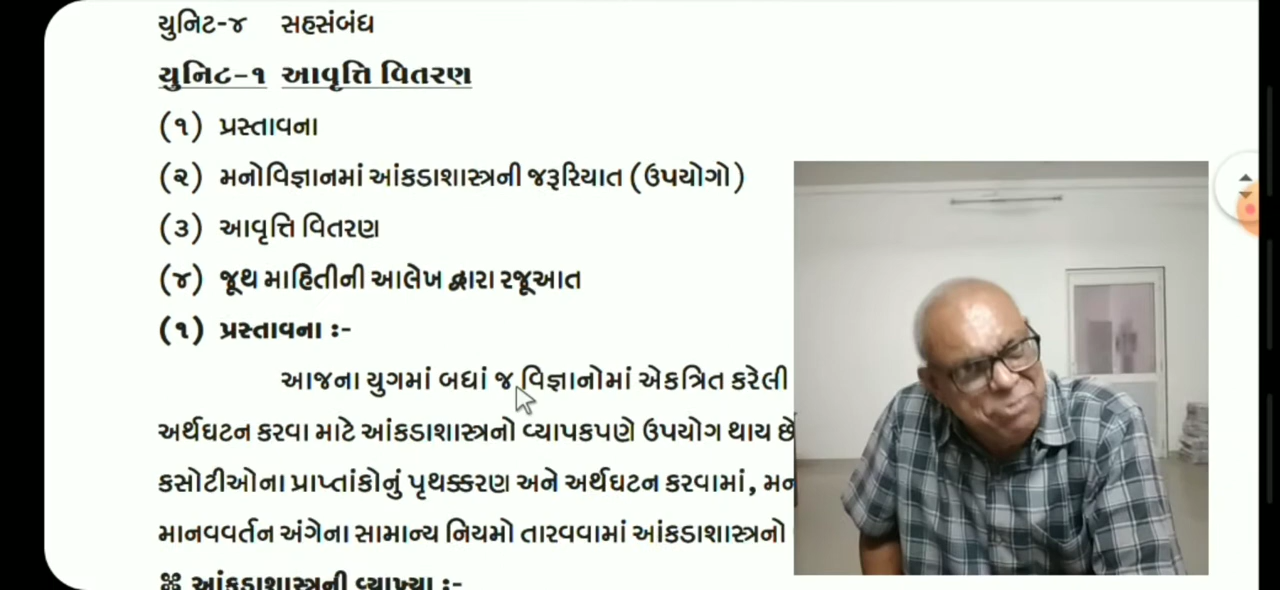 યુનિટ-૪ સહસંબંધ
યુનિટ-૧ આવૃત્તિ વિતરણ
(૧) પ્રસ્તાવના
(૨) મનોવિજ્ઞાનમાં આંકડાશાસ્ત્રની જરૂરિયાત (ઉપયોગો)
(૩) આવૃત્તિ વિતરણ
(૪) જૂથ માહિતીની આલેખ દ્વારા રજૂઆત
(૧) પ્રસ્તાવના :-
આજના યુગમાં બધાં જ વિજ્ઞાનોમાં એકત્રિત કરેલી
અર્થઘટન કરવા માટે આંકડાશાસ્ત્રનો વ્યાપકપણે ઉપયોગ થાય છે
કસોટીઓના પ્રાપ્તાંકોનું પૃથક્કરણ અને અર્થઘટન કરવામાં,
માનવવર્તન અંગેના સામાન્ય નિયમો તારવવામાં આંકડાશાસ્ત્રનો
※ આંકડાશાસ્ત્રની વ્યાખ્યા :-